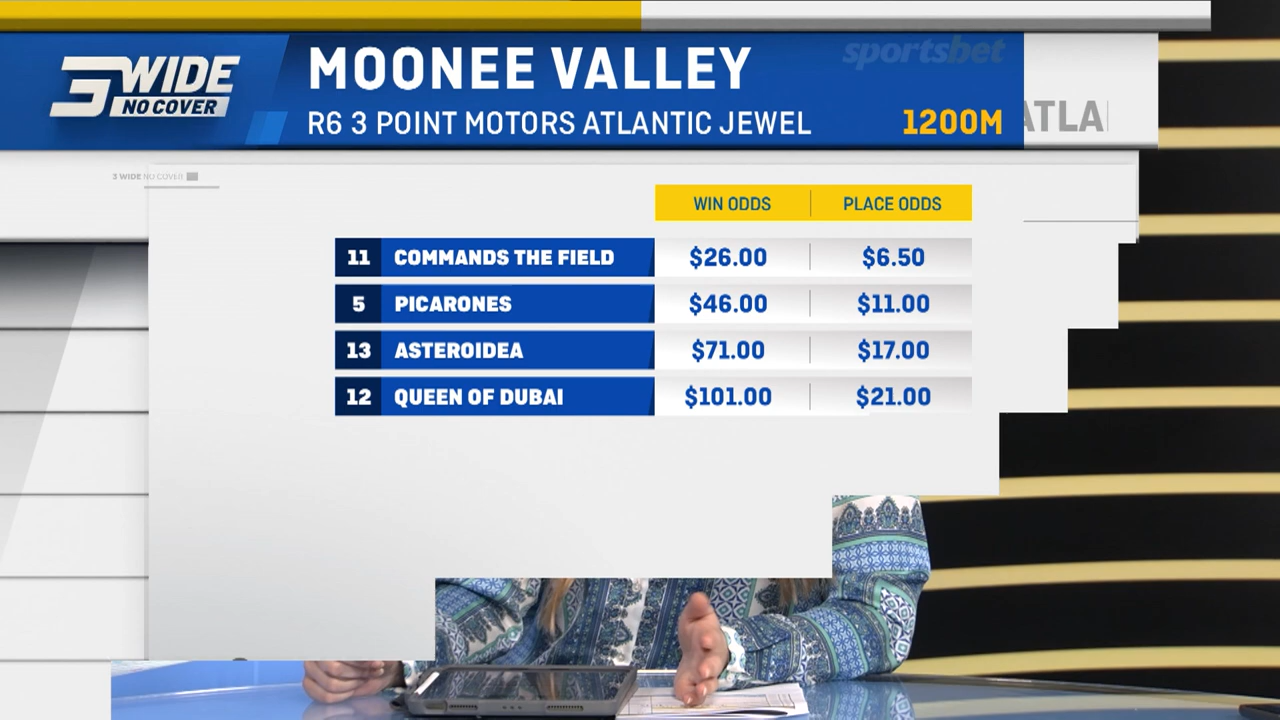 3 WIDE
NO COVER
MOONEE VALLEY
sportsbet
R6 3 POINT MOTORS ATLANTIC JEWEL
1200M
ATLA
3 WIDE NO COVER
WIN ODDS PLACE ODDS
11 COMMANDS THE FIELD $26.00 $6.50
5 PICARONES $46.00 $11.00
13 ASTEROIDEA $71.00 $17.00
12 QUEEN OF DUBAI $101.00 $21.00